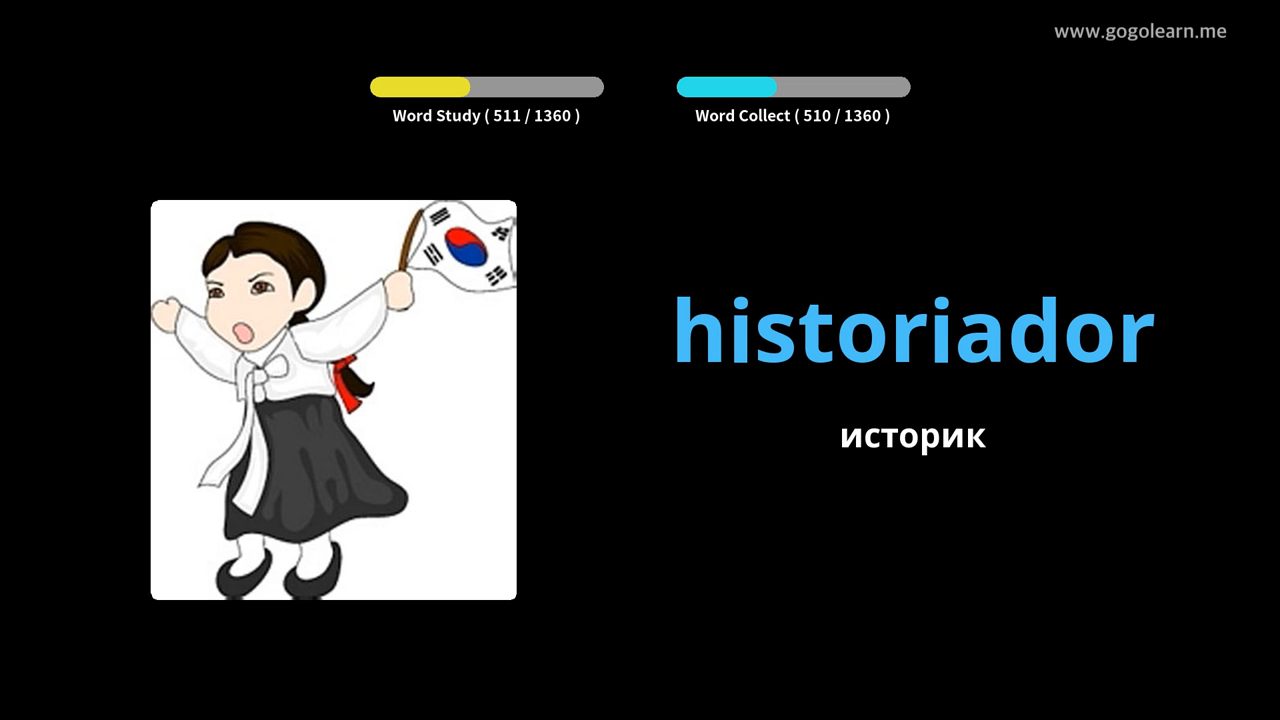 www.gogolearn.me
Word Study ( 511 / 1360 )
Word Collect ( 510 / 1360 )
historiador
историк